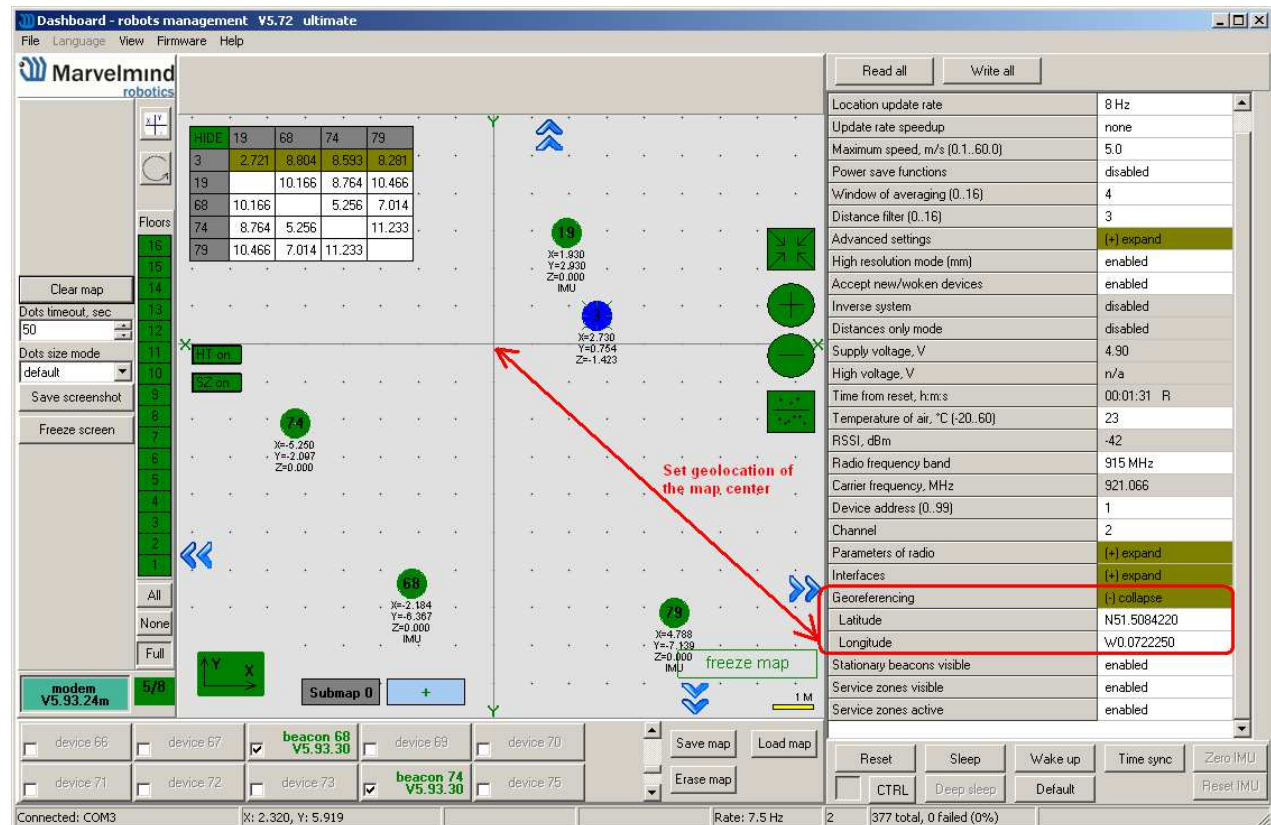 Dashboard - robots management V5.72 ultimate
File Language View Firmware Help
Marvelmind
robotics
Clear map
Dots timeout, sec
50
Dots size mode
default
Save screenshot
Freeze screen
modem
V5.93.24m
Floors
16
15
14
13
12
11
10
9
8
7
6
5
4
3
2
1
All
None
Full
5/8
HIDE 19 68 74 79
3 2.721 8.804 8.593 8.281
19 10.166 8.764 10.466
68 10.166 5.256 7.014
74 8.764 5.256 11.233
79 10.466 7.014 11.233
Y
19
X=1.930
Y=2.930
Z=0.000
IMU
3
X=2.730
Y=0.754
Z=-1.423
X
X
HT on
SZ on
74
X=-5.250
Y=-2.097
Z=0.000
Set geolocation of
the map center
68
X=-2.184
Y=-6.367
Z=0.000
IMU
79
X=4.788
Y=-7.139
Z=0.000
IMU
freeze map
Y
X
Submap 0
+
Y
1 M
Read all Write all
Location update rate 8 Hz
Update rate speedup none
Maximum speed, m/s (0.1..60.0) 5.0
Power save functions disabled
Window of averaging (0..16) 4
Distance filter (0..16) 3
Advanced settings (+) expand
High resolution mode (mm) enabled
Accept new/woken devices enabled
Inverse system disabled
Distances only mode disabled
Supply voltage, V 4.90
High voltage, V n/a
Time from reset, h:m:s 00:01:31 R
Temperature of air, °C (-20..60) 23
RSSI, dBm -42
Radio frequency band 915 MHz
Carrier frequency, MHz 921.066
Device address (0..99) 1
Channel 2
Parameters of radio (+) expand
Interfaces (+) expand
Georeferencing (-) collapse
Latitude N51.5084220
Longitude W0.0722250
Stationary beacons visible enabled
Service zones visible enabled
Service zones active enabled
device 66 device 67 beacon 68 V5.93.30 device 69 device 70
device 71 device 72 device 73 beacon 74 V5.93.30 device 75
Save map Load map
Erase map
Reset Sleep Wake up Time sync Zero IMU
CTRL Deep sleep Default Reset IMU
Connected: COM3 X: 2.320, Y: 5.919 Rate: 7.5 Hz 2 377 total, 0 failed (0%)